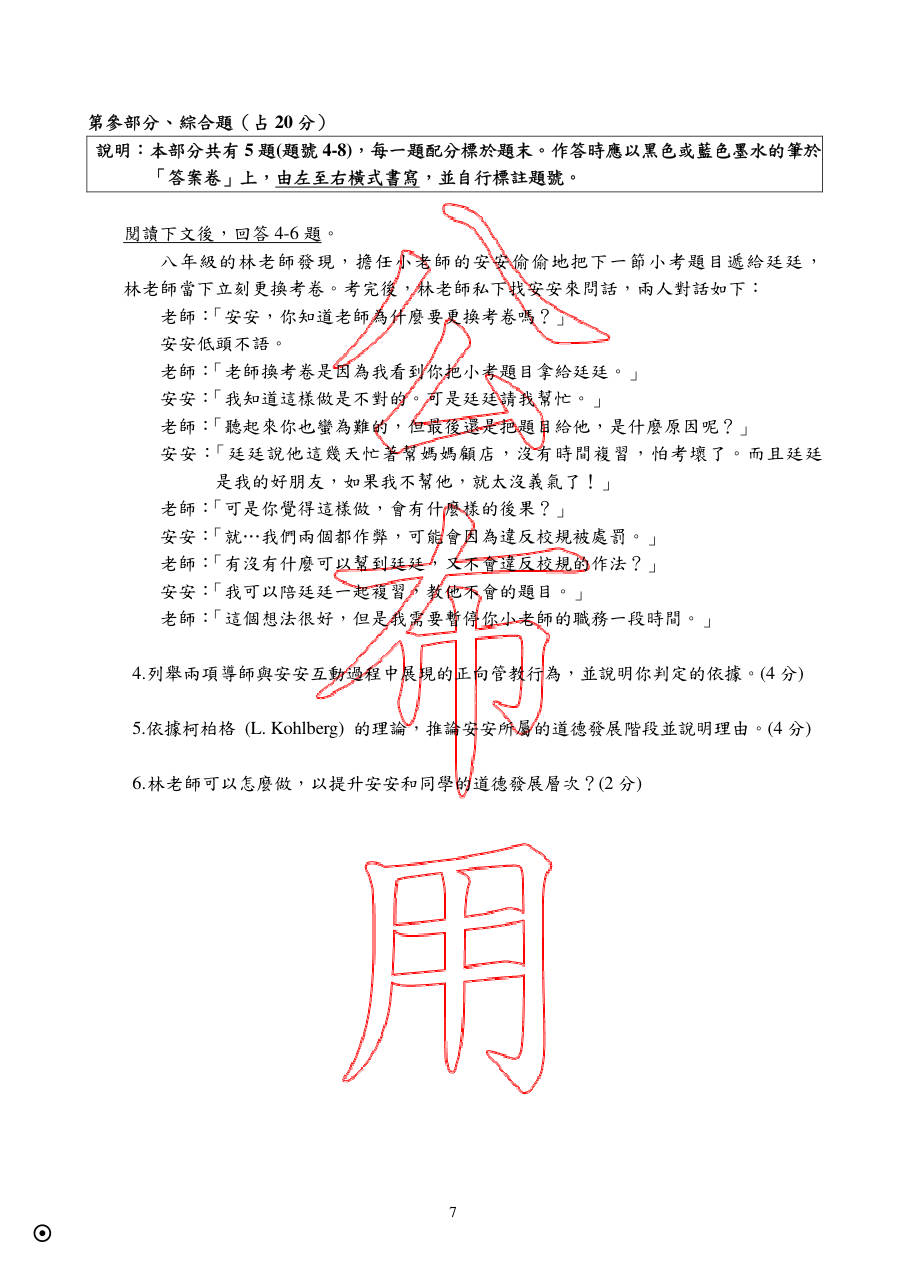 第參部分、綜合題（占 20 分）
說明：本部分共有 5 題(題號 4-8)，每一題配分標於題末。作答時應以黑色或藍色墨水的筆於
「答案卷」上，由左至右橫式書寫，並自行標註題號。
閱讀下文後，回答 4-6 題。
八年級的林老師發現，擔任小老師的安安偷偷地把下一節小考題目遞給廷廷，
林老師當下立刻更換考卷。考完後，林老師私下找安安來問話，兩人對話如下：
老師：「安安，你知道老師為什麼要更換考卷嗎？」
安安低頭不語。
老師：「老師換考卷是因為我看到你把小考題目拿給廷廷。」
安安：「我知道這樣做是不對的。可是廷廷請我幫忙。」
老師：「聽起來你也蠻為難的，但最後還是把題目給他，是什麼原因呢？」
安安：「廷廷說他這幾天忙著幫媽媽顧店，沒有時間複習，怕考壞了。而且廷廷
是我的好朋友，如果我不幫他，就太沒義氣了！」
老師：「可是你覺得這樣做，會有什麼樣的後果？」
安安：「就…我們兩個都作弊，可能會因為違反校規被處罰。」
老師：「有沒有什麼可以幫到廷廷，又不會違反校規的作法？」
安安：「我可以陪廷廷一起複習，教他不會的題目。」
老師：「這個想法很好，但是我需要暫停你小老師的職務一段時間。」
4.列舉兩項導師與安安互動過程中展現的正向管教行為，並說明你判定的依據。(4 分)
5.依據柯柏格 (L. Kohlberg) 的理論，推論安安所屬的道德發展階段並說明理由。(4 分)
6.林老師可以怎麼做，以提升安安和同學的道德發展層次？(2 分)
公布用
7